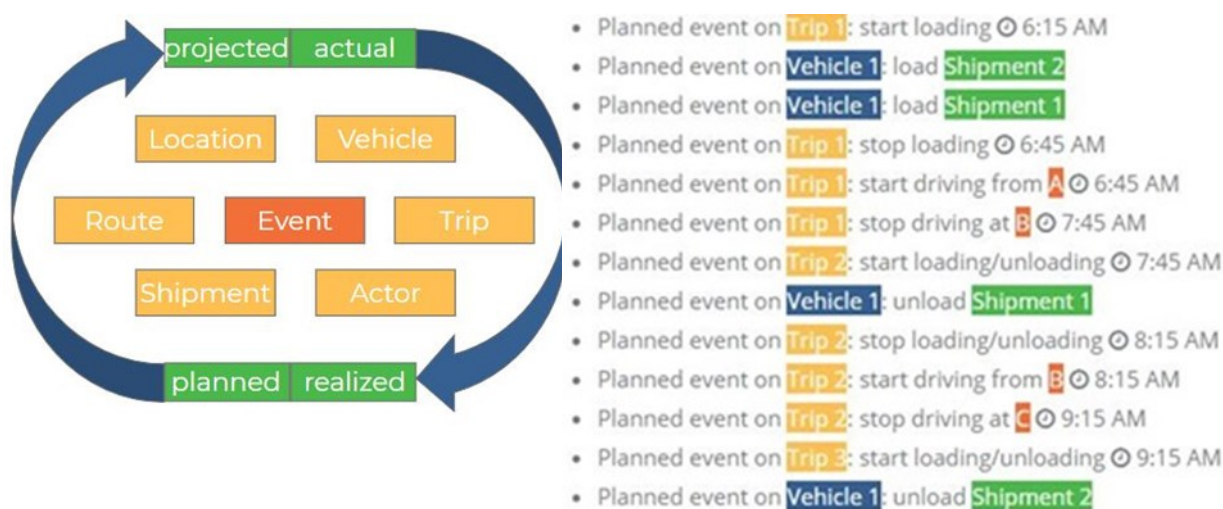 projected actual
Location Vehicle
Route Event Trip
Shipment Actor
planned realized
• Planned event on Trip 1: start loading 6:15 AM
• Planned event on Vehicle 1: load Shipment 2
• Planned event on Vehicle 1: load Shipment 1
• Planned event on Trip 1: stop loading 6:45 AM
• Planned event on Trip 1: start driving from A 6:45 AM
• Planned event on Trip 1: stop driving at B 7:45 AM
• Planned event on Trip 2: start loading/unloading 7:45 AM
• Planned event on Vehicle 1: unload Shipment 1
• Planned event on Trip 2: stop loading/unloading 8:15 AM
• Planned event on Trip 2: start driving from B 8:15 AM
• Planned event on Trip 2: stop driving at C 9:15 AM
• Planned event on Trip 3: start loading/unloading 9:15 AM
• Planned event on Vehicle 1: unload Shipment 2